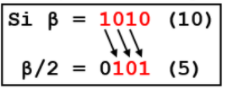 Si β = 1010 (10)
β/2 = 0101 (5)